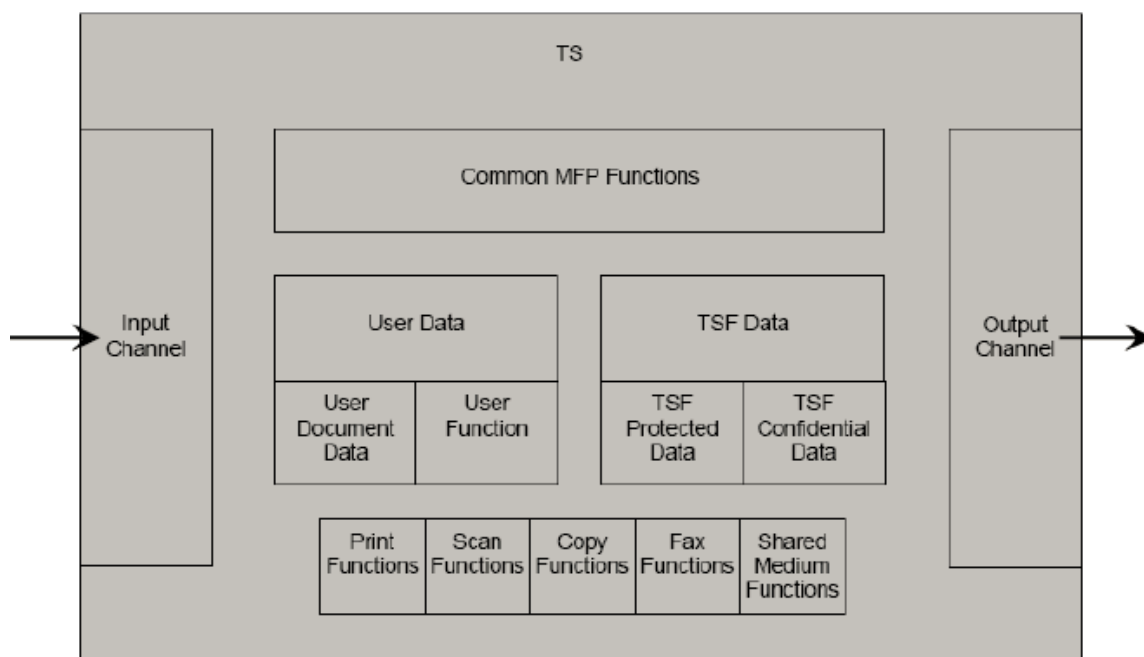 TS
Common MFP Functions
Input
Channel
User Data
TSF Data
Output
Channel
User
Document
Data
User
Function
TSF
Protected
Data
TSF
Confidential
Data
Print
Functions
Scan
Functions
Copy
Functions
Fax
Functions
Shared
Medium
Functions